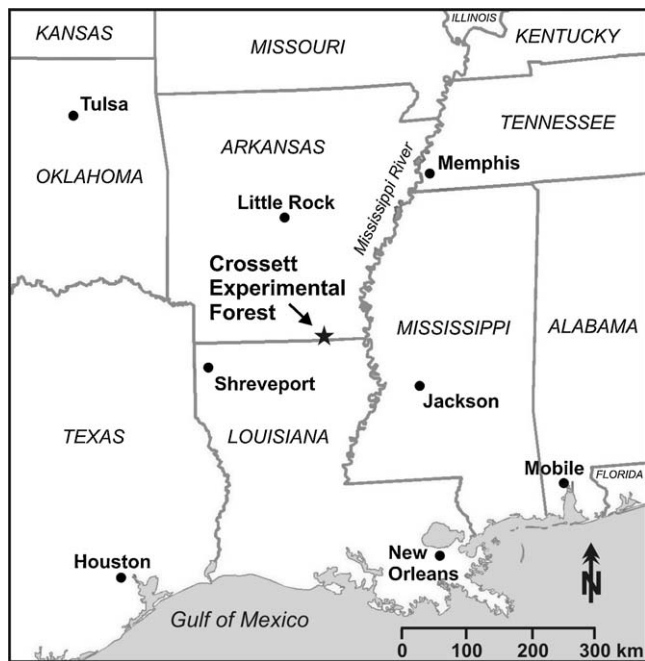 ILLINOIS
KANSAS
MISSOURI
KENTUCKY
Tulsa
TENNESSEE
ARKANSAS
OKLAHOMA
Memphis
Mississippi River
Little Rock
Crossett
Experimental
Forest
MISSISSIPPI
ALABAMA
Shreveport
Jackson
TEXAS
LOUISIANA
Mobile
FLORIDA
Houston
New
Orleans
N
Gulf of Mexico
0 100 200 300 km